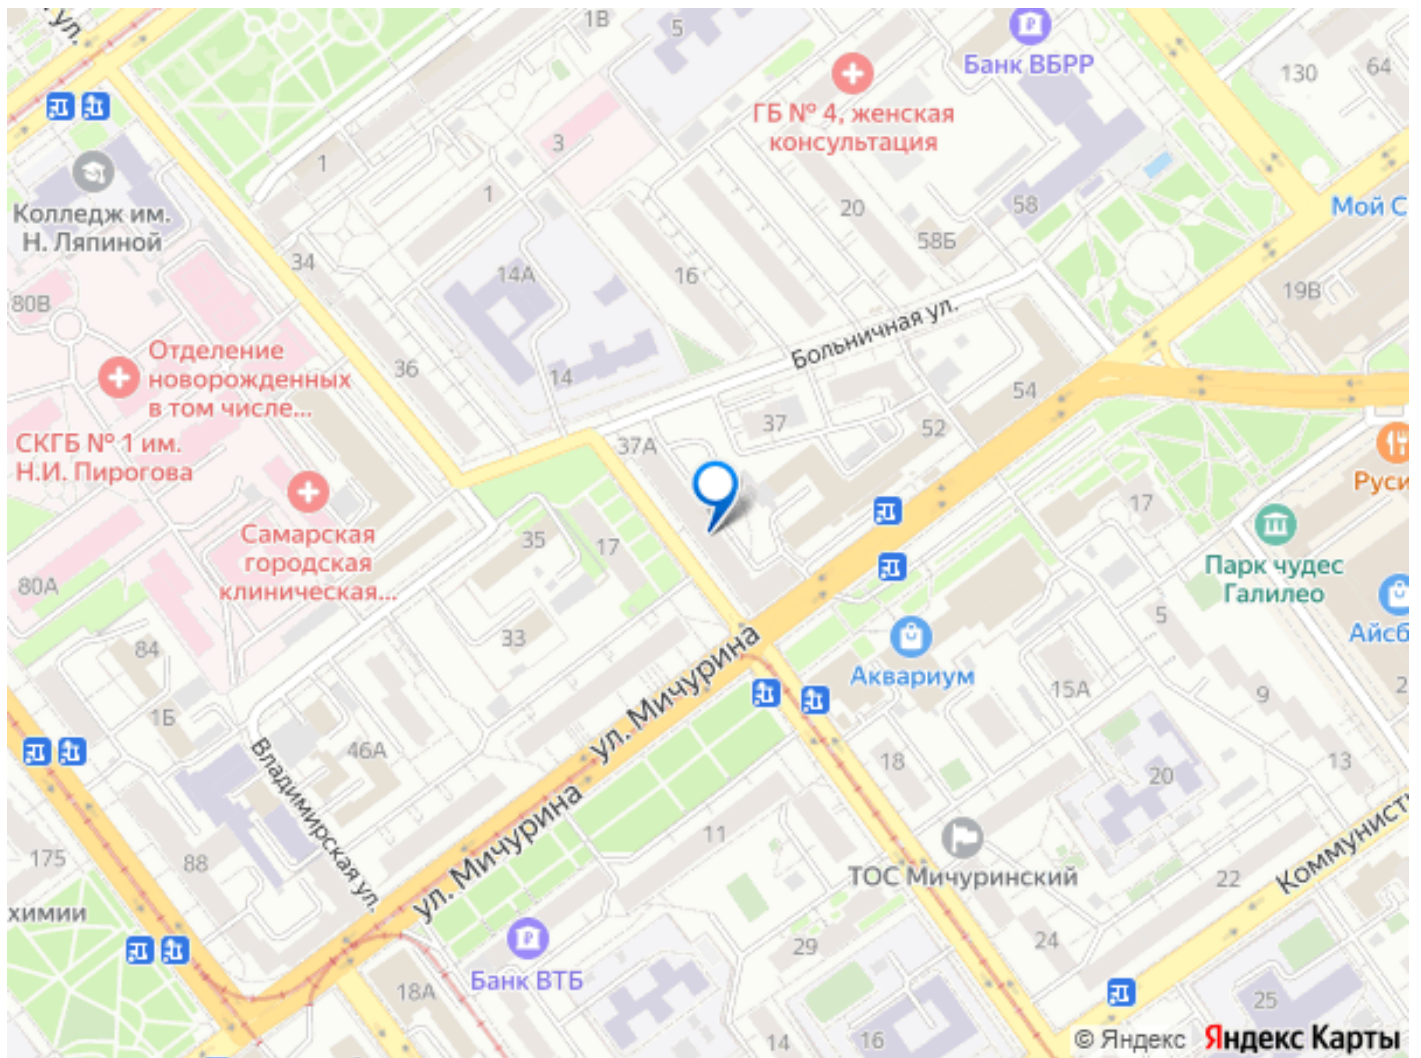 ул.
1В
5
Банк ВБРР
130
64
ГБ № 4, женская
консультация
3
1
1
Колледж им.
Н. Ляпиной
20
58
58Б
Мой С
34
14А
16
19В
80В
Больничная ул.
Отделение
новорожденных
в том числе...
36
14
54
37
52
37А
СКГБ № 1 им.
Н.И. Пирогова
Руси
17
Самарская
городская
клиническая...
35
17
Парк чудес
Галилео
80А
5
33
Айсб
84
Аквариум
15А
9
2
1Б
ул. Мичурина
46А
18
13
20
Владимирская ул.
ул. Мичурина
11
175
88
ТОС Мичуринский
22
Коммунисти
химии
29
24
Банк ВТБ
18А
25
14
16
© Яндекс Яндекс Карты